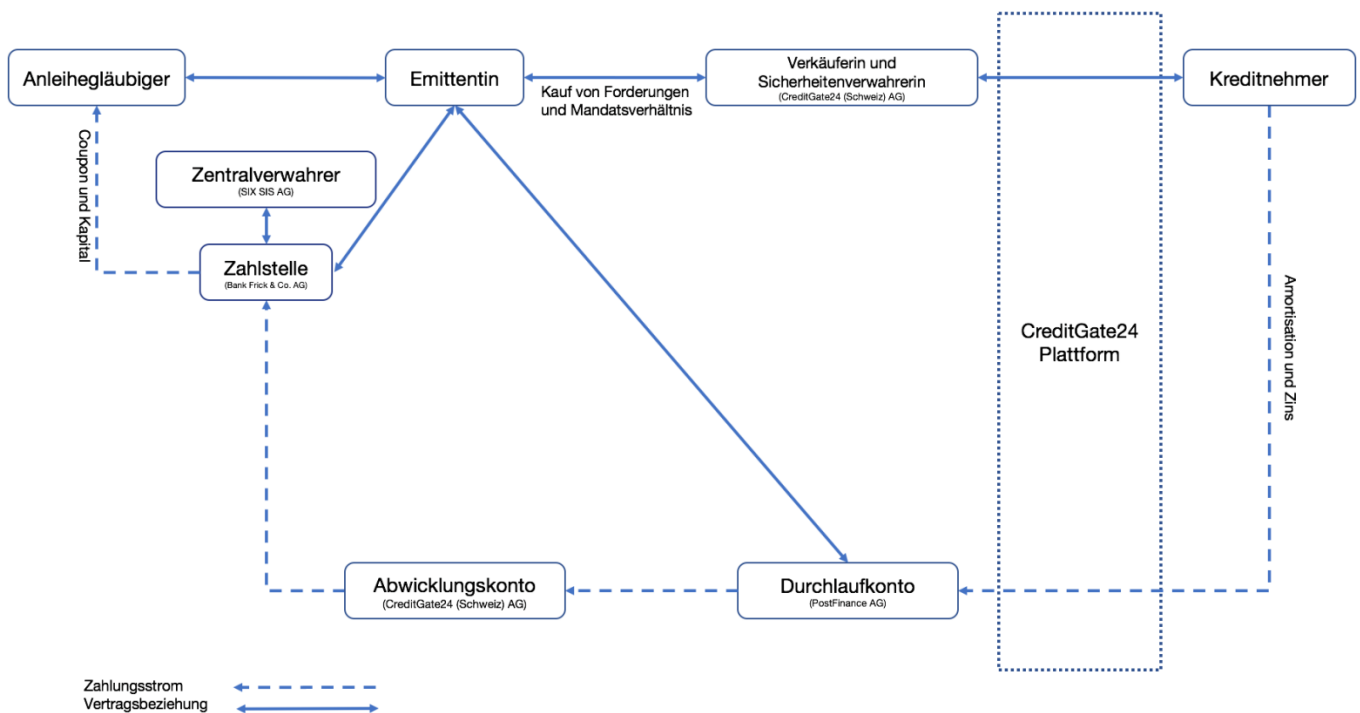 Anleihegläubiger
Emittentin
Kauf von Forderungen
und Mandatsverhältnis
Verkäuferin und
Sicherheitenverwahrerin
(CreditGate24 (Schweiz) AG)
Kreditnehmer
Coupon und Kapital
Zentralverwahrer
(SIX SIS AG)
Zahlstelle
(Bank Frick & Co. AG)
CreditGate24
Plattform
Amortisation und Zins
Abwicklungskonto
(CreditGate24 (Schweiz) AG)
Durchlaufkonto
(PostFinance AG)
Zahlungsstrom
Vertragsbeziehung